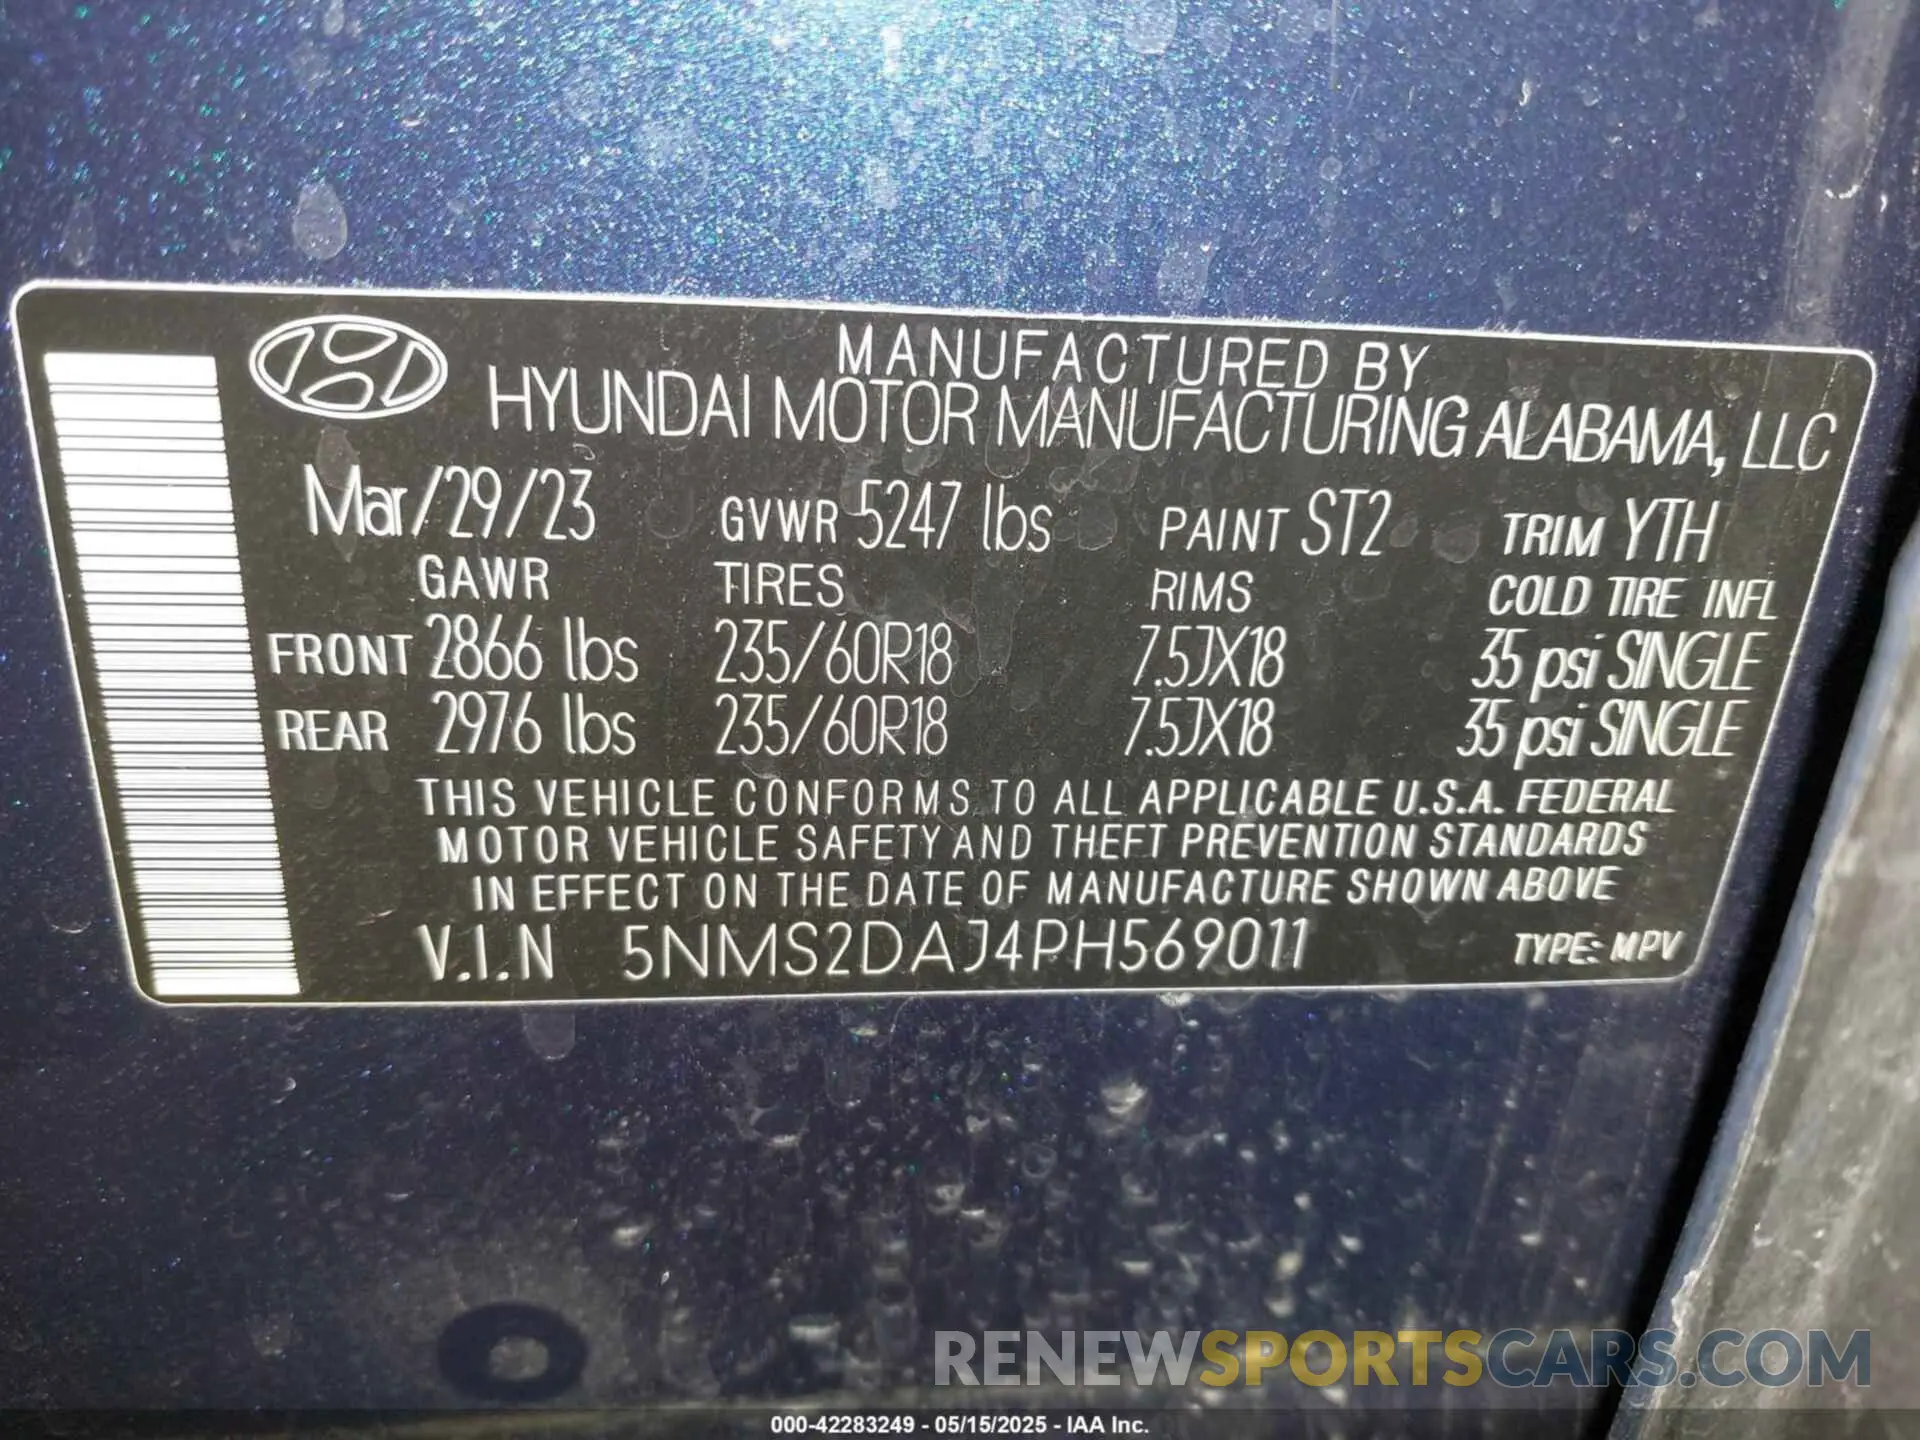 MANUFACTURED BY
HYUNDAI MOTOR MANUFACTURING ALABAMA, LLC
Mar/29/23 GVWR 5247 lbs PAINT ST2 TRIM YTH
GAWR TIRES RIMS COLD TIRE INFL
FRONT 2866 lbs 235/60R18 7.5JX18 35 psi SINGLE
REAR 2976 lbs 235/60R18 7.5JX18 35 psi SINGLE
THIS VEHICLE CONFORMS TO ALL APPLICABLE U.S.A. FEDERAL
MOTOR VEHICLE SAFETY AND THEFT PREVENTION STANDARDS
IN EFFECT ON THE DATE OF MANUFACTURE SHOWN ABOVE
V.I.N 5NMS2DAJ4PH569011 TYPE: MPV
RENEWSPORTSCARS.COM
000-42283249 - 05/15/2025 - IAA Inc.